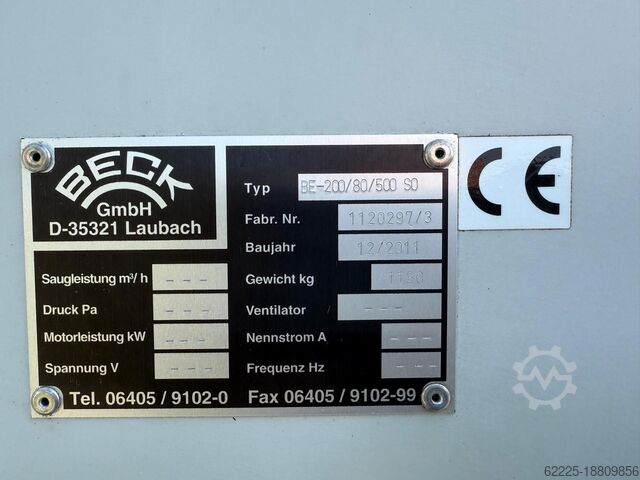 BECK
GmbH
D-35321 Laubach
Typ BE-200/80/500 SO
Fabr. Nr. 1120297/3
Baujahr 12/2011
Saugleistung m³/ h - - -
Gewicht kg 1150
Druck Pa - - -
Ventilator - - -
Motorleistung kW - - -
Nennstrom A - - -
Spannung V - - -
Frequenz Hz - - -
Tel. 06405 / 9102-0 Fax 06405 / 9102-99
CE
62225-18809856